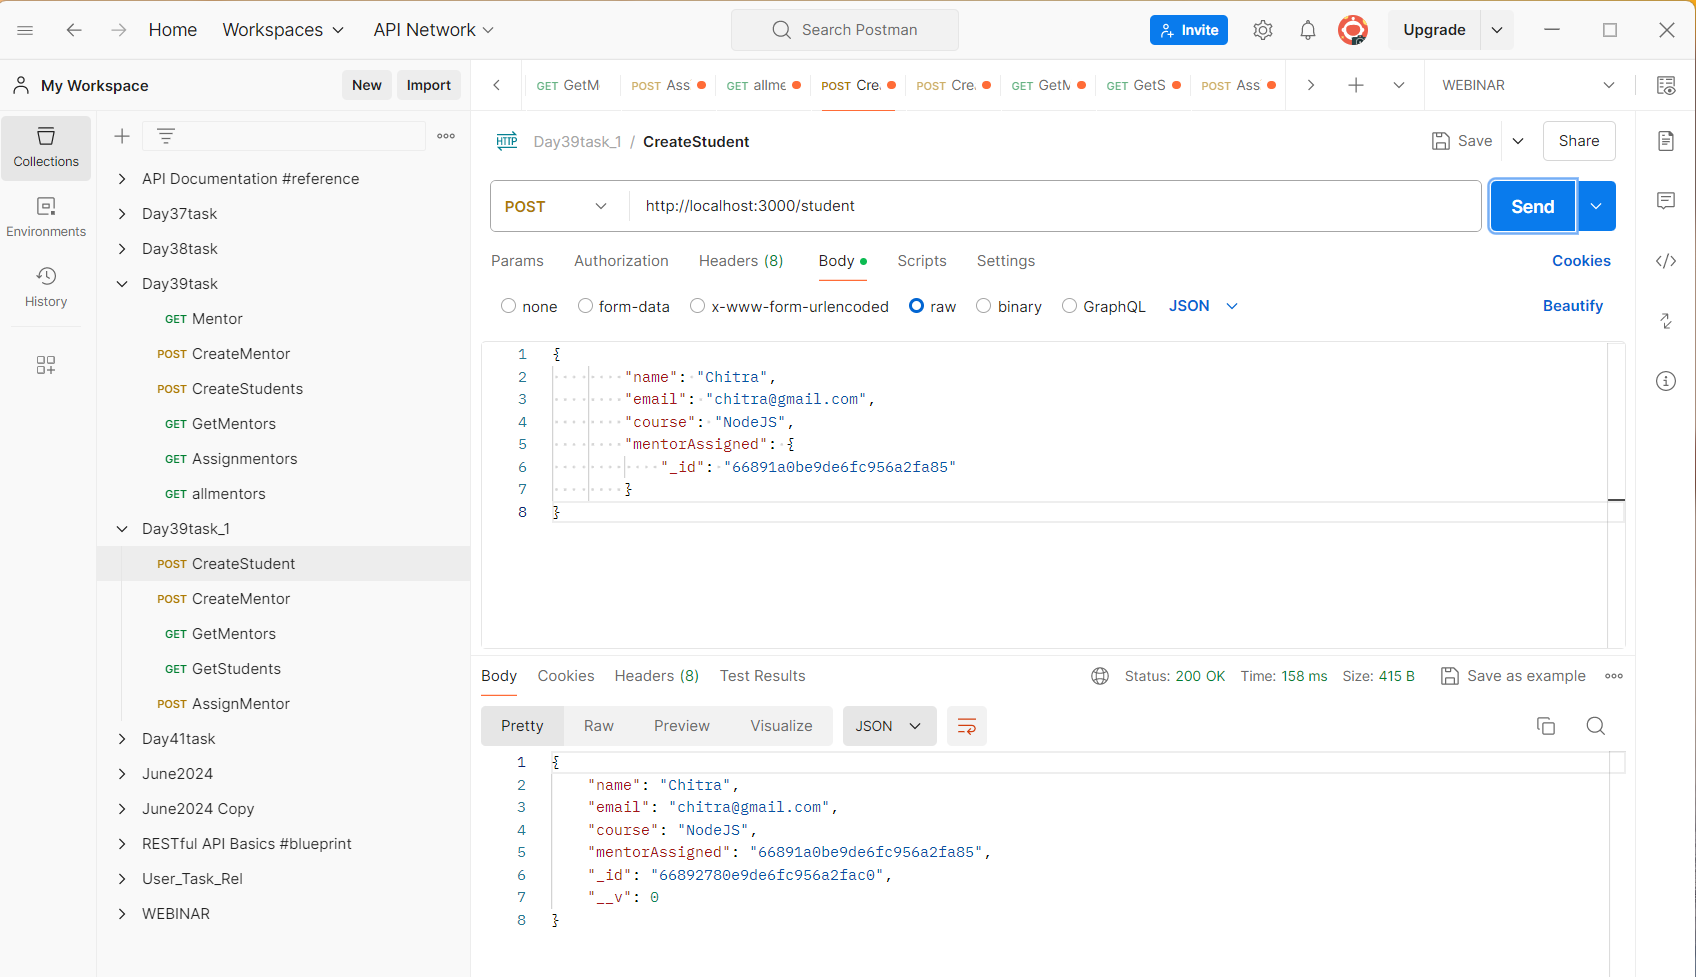 Home Workspaces API Network Search Postman Invite Upgrade
My Workspace New Import
GET GetM POST Ass GET allme POST Cre GET GetM GET GetS POST Ass WEBINAR
POST Cre
Collections
Environments
History
API Documentation #reference
Day37task
Day38task
Day39task
GET Mentor
POST CreateMentor
POST CreateStudents
GET GetMentors
GET Assignmentors
GET allmentors
Day39task_1
POST CreateStudent
POST CreateMentor
GET GetMentors
GET GetStudents
POST AssignMentor
Day41task
June2024
June2024 Copy
RESTful API Basics #blueprint
User_Task_Rel
WEBINAR
HTTP Day39task_1 / CreateStudent Save Share
POST http://localhost:3000/student Send
Params Authorization Headers (8) Body Scripts Settings Cookies
none form-data x-www-form-urlencoded raw binary GraphQL JSON Beautify
1 {
2 "name": "Chitra",
3 "email": "chitra@gmail.com",
4 "course": "NodeJS",
5 "mentorAssigned": {
6 "_id": "66891a0be9de6fc956a2fa85"
7 }
8 }
Body Cookies Headers (8) Test Results Status: 200 OK Time: 158 ms Size: 415 B Save as example
Pretty Raw Preview Visualize JSON
1 {
2 "name": "Chitra",
3 "email": "chitra@gmail.com",
4 "course": "NodeJS",
5 "mentorAssigned": "66891a0be9de6fc956a2fa85",
6 "_id": "66892780e9de6fc956a2fac0",
7 "__v": 0
8 }